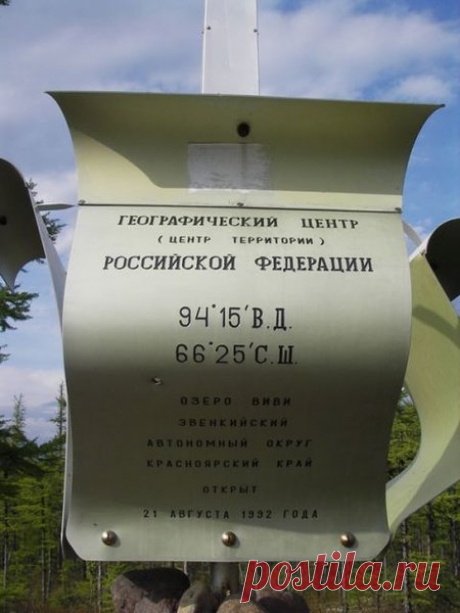 ГЕОГРАФИЧЕСКИЙ ЦЕНТР
(ЦЕНТР ТЕРРИТОРИИ)
РОССИЙСКОЙ ФЕДЕРАЦИИ
94°15′В.Д.
66°25′С.Ш.
ОЗЕРО ВИВИ
ЭВЕНКИЙСКИЙ
АВТОНОМНЫЙ ОКРУГ
КРАСНОЯРСКИЙ КРАЙ
ОТКРЫТ
21 АВГУСТА 1992 ГОДА
postila.ru